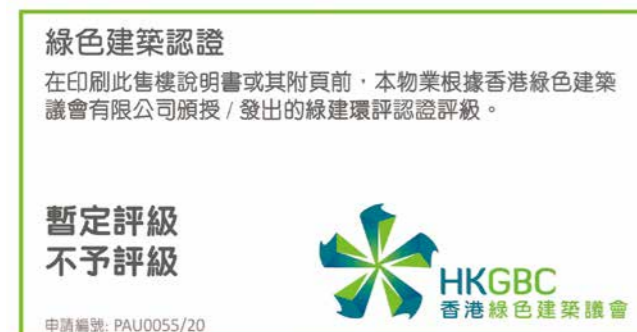 綠色建築認證
在印刷此售樓說明書或其附頁前，本物業根據香港綠色建築
議會有限公司頒授 / 發出的綠建環評認證評級。
暫定評級
不予評級
申請編號: PAU0055/20
HKGBC
香港綠色建築議會